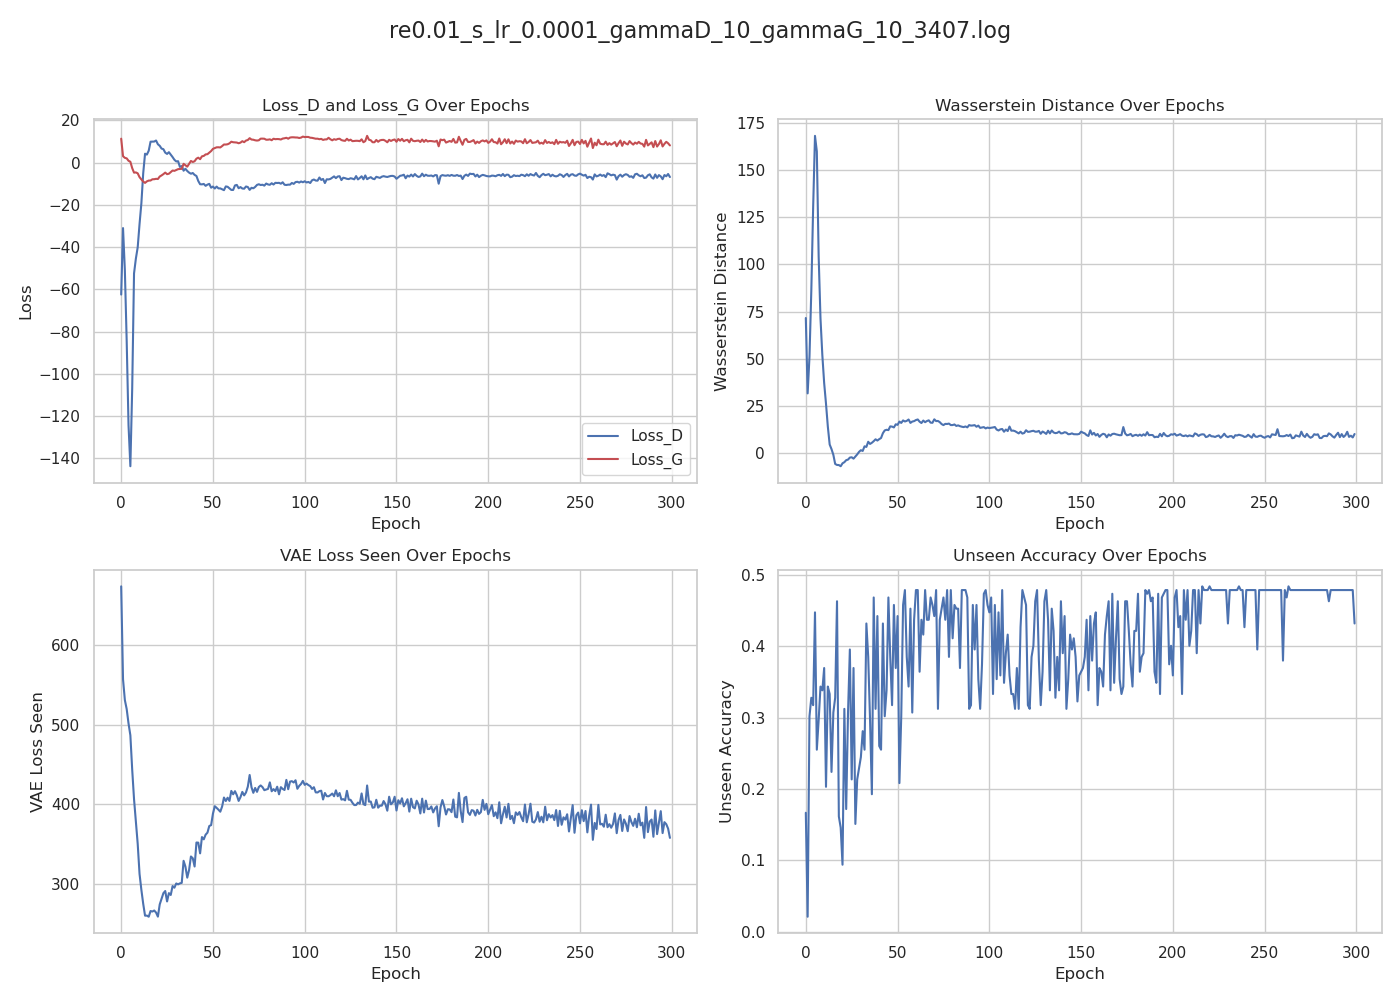 re0.01_s_lr_0.0001_gammaD_10_gammaG_10_3407.log
Loss_D and Loss_G Over Epochs
20
0
−20
−40
−60
−80
−100
−120
−140
Loss
Loss_D
Loss_G
0 50 100 150 200 250 300
Epoch
Wasserstein Distance Over Epochs
175
150
125
100
75
50
25
0
Wasserstein Distance
0 50 100 150 200 250 300
Epoch
VAE Loss Seen Over Epochs
600
500
400
300
VAE Loss Seen
0 50 100 150 200 250 300
Epoch
Unseen Accuracy Over Epochs
0.5
0.4
0.3
0.2
0.1
0.0
Unseen Accuracy
0 50 100 150 200 250 300
Epoch